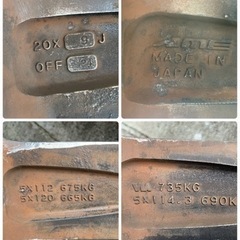 20X J
OFF
MADE IN
JAPAN
5X112 675KG
5X120 665KG
735KG
5X114.3 690K